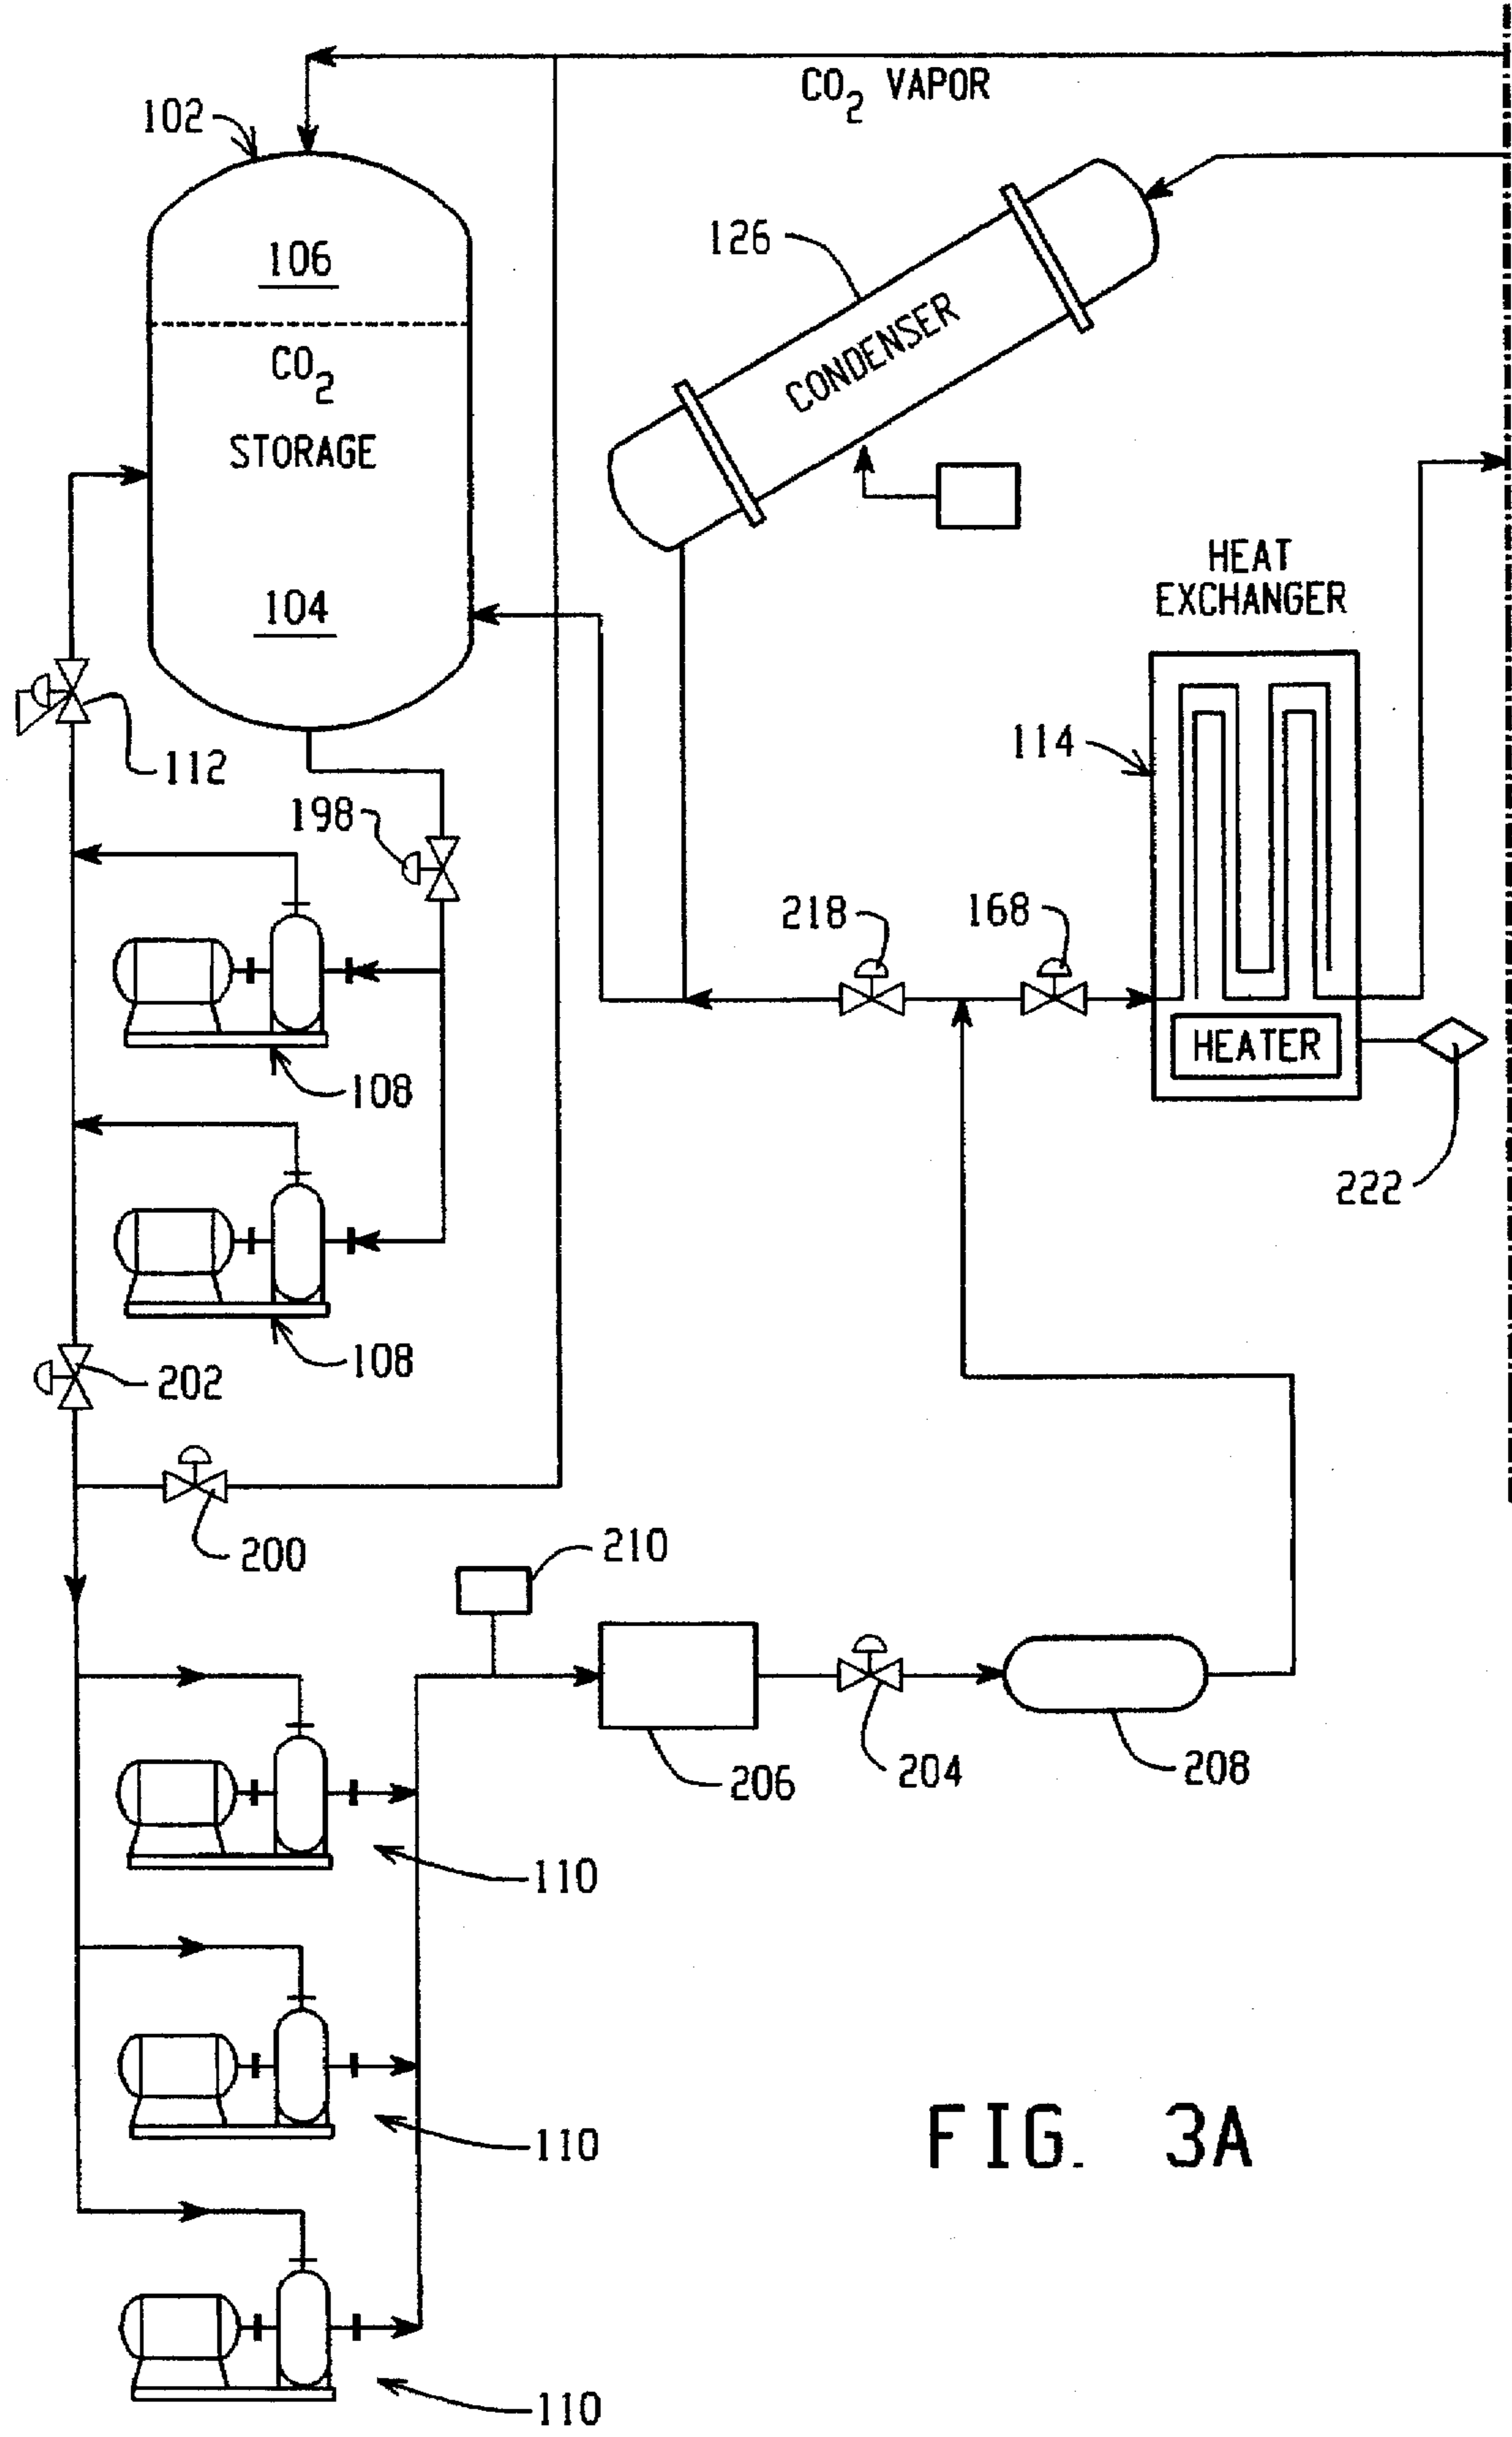 CO2 VAPOR
102
106
126
CONDENSER
CO2
STORAGE
104
HEAT
EXCHANGER
114
112
198
218
168
HEATER
108
222
108
202
200
210
206
204
208
110
110
110
FIG. 3A